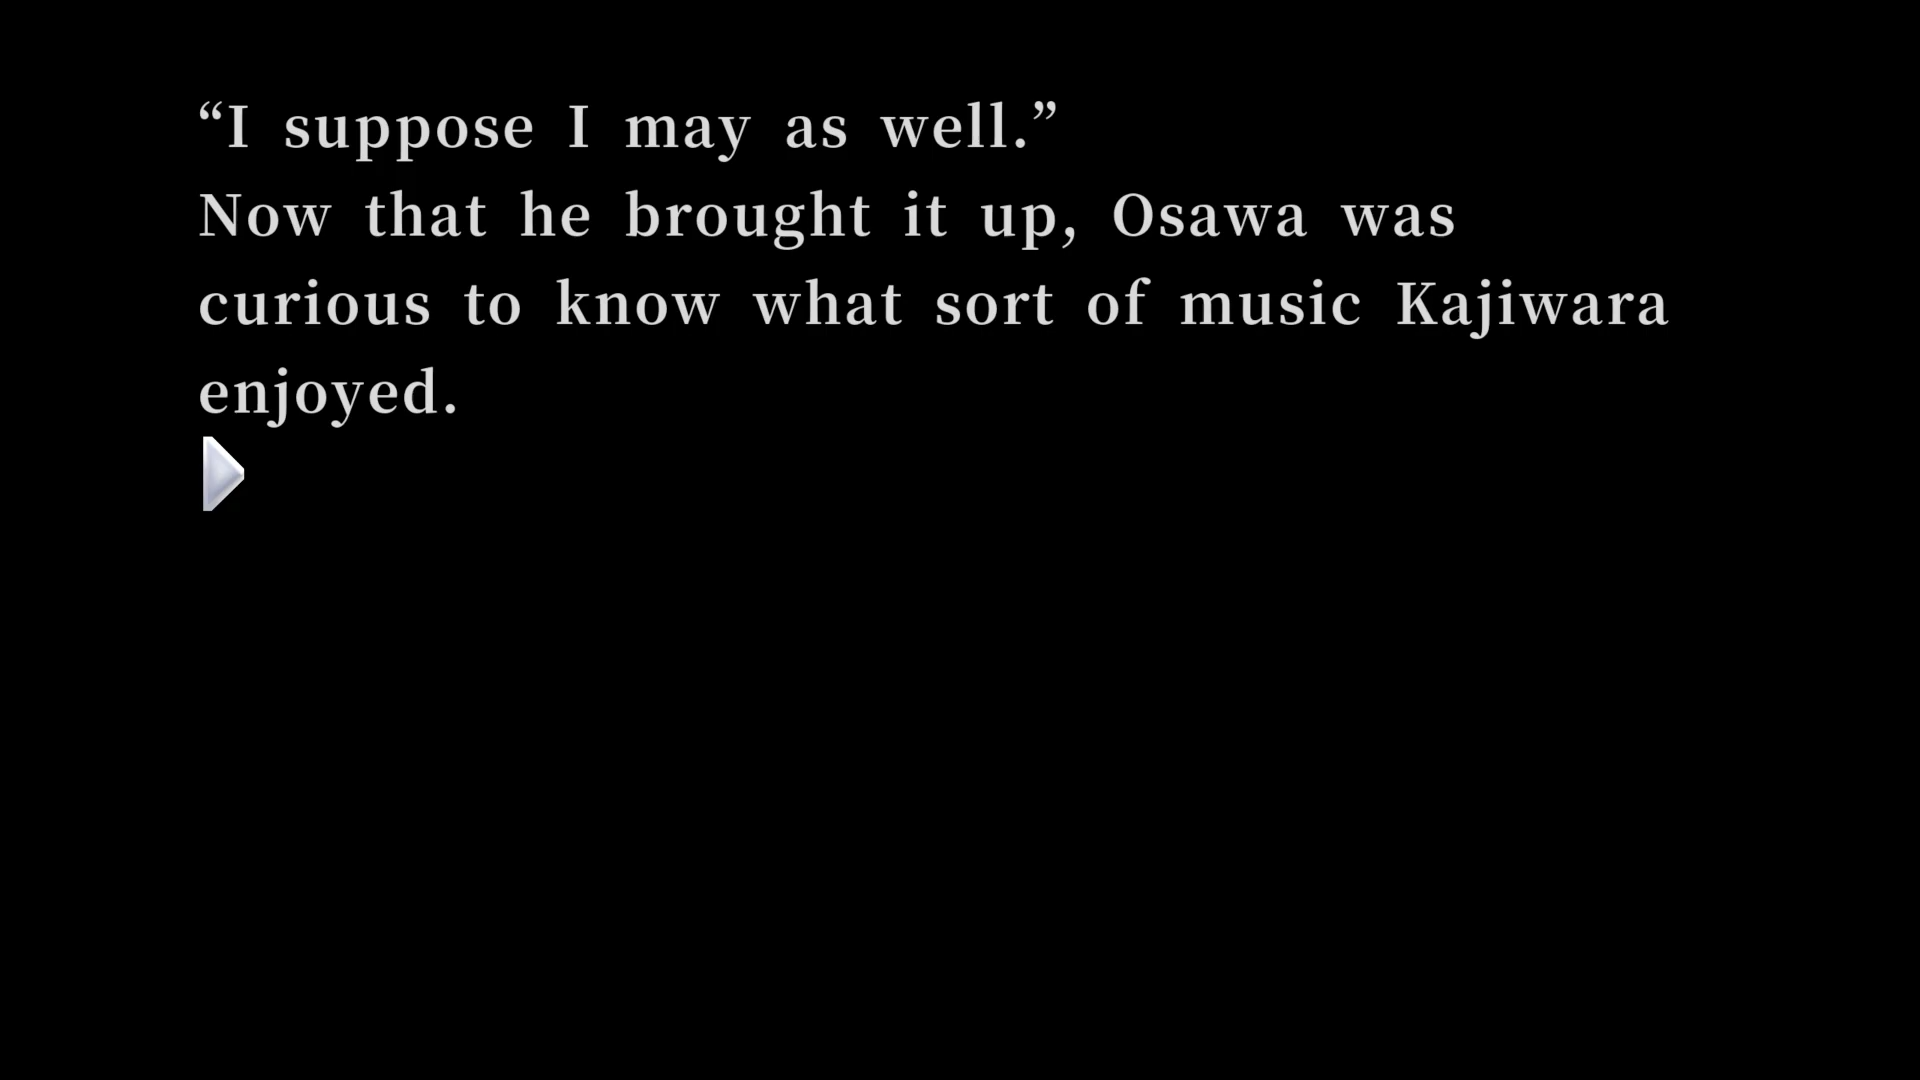 “I suppose I may as well.”
Now that he brought it up, Osawa was
curious to know what sort of music Kajiwara
enjoyed.